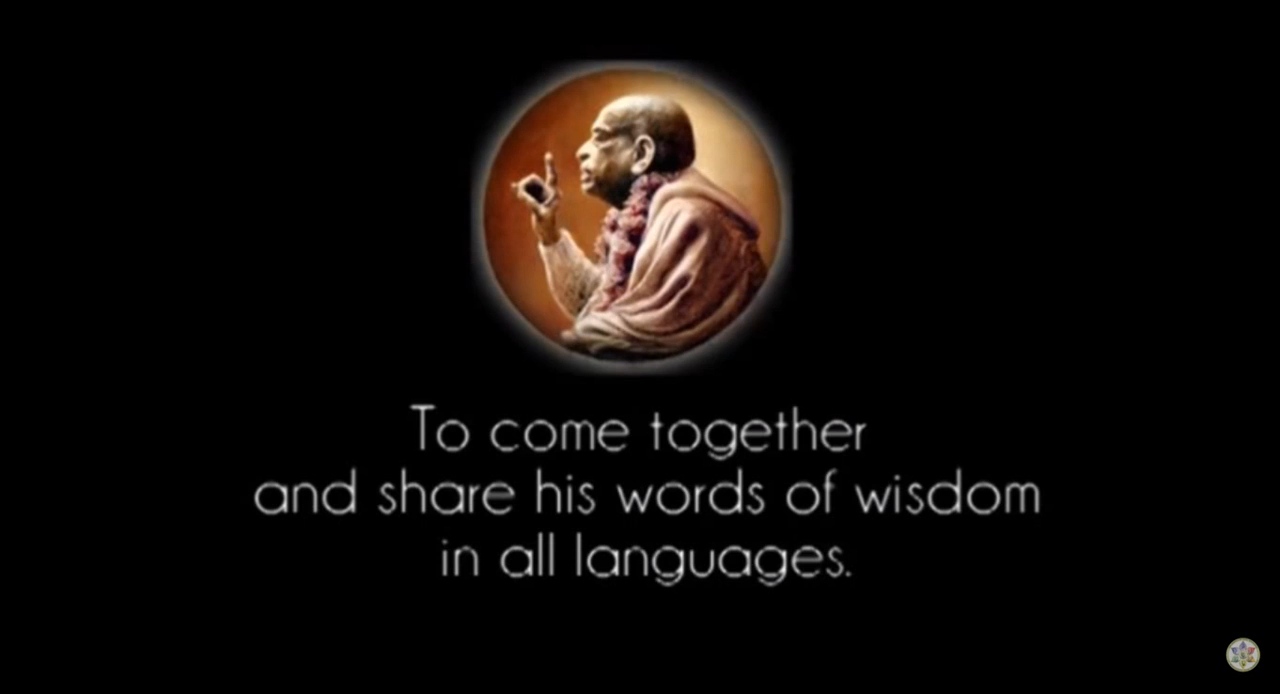 To come together
and share his words of wisdom
in all languages.